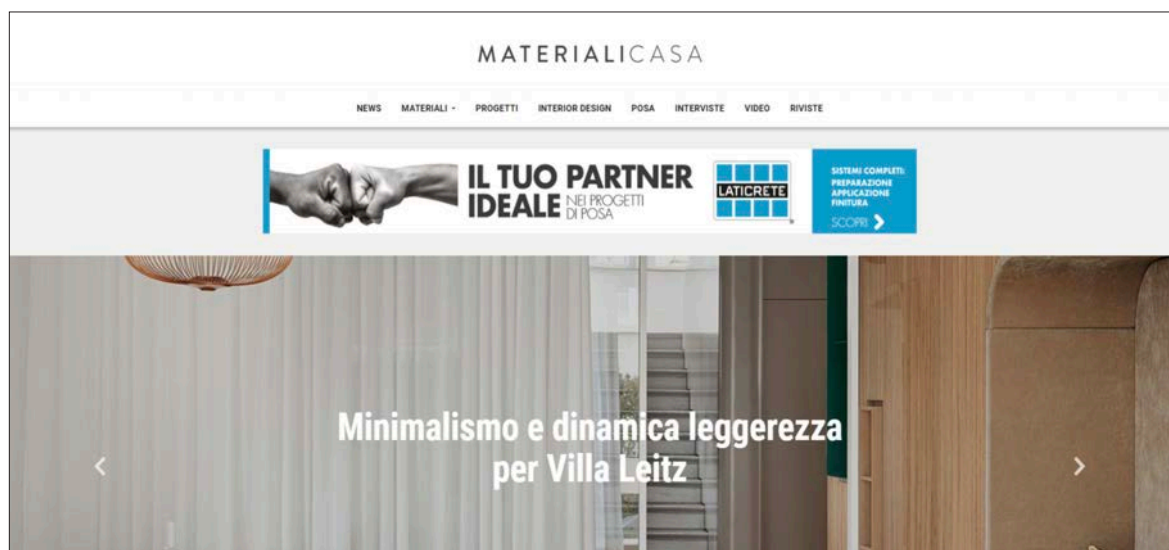 MATERIALICASA
NEWS MATERIALI PROGETTI INTERIOR DESIGN POSA INTERVISTE VIDEO RIVISTE
IL TUO PARTNER
IDEALE NEI PROGETTI
DI POSA
LATICRETE
SISTEMI COMPLETI:
PREPARAZIONE
APPLICAZIONE
FINITURA
SCOPRI
Minimalismo e dinamica leggerezza
per Villa Leitz